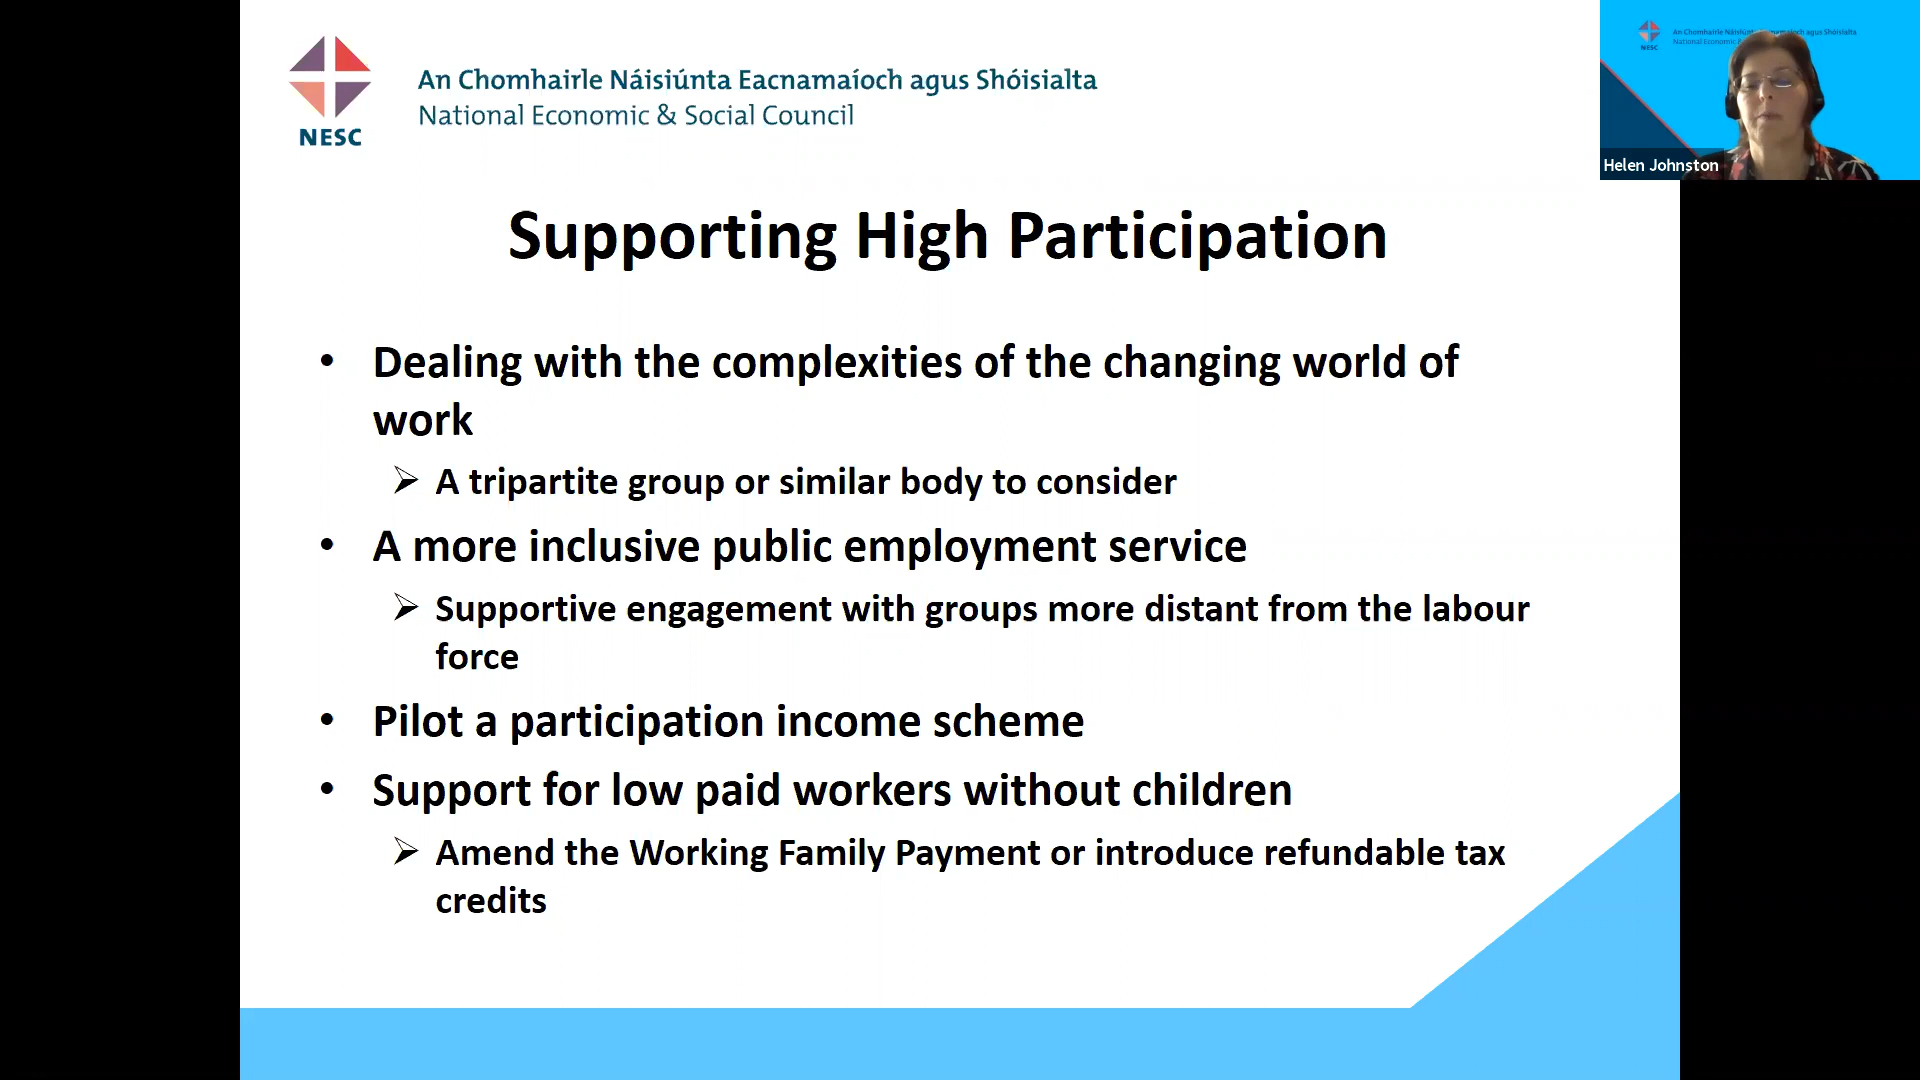 An Chomhairle Náisiúnta Eacnamaíoch agus Shóisialta
National Economic & Social Council
NESC
Helen Johnston
Supporting High Participation
• Dealing with the complexities of the changing world of
work
➢ A tripartite group or similar body to consider
• A more inclusive public employment service
➢ Supportive engagement with groups more distant from the labour
force
• Pilot a participation income scheme
• Support for low paid workers without children
➢ Amend the Working Family Payment or introduce refundable tax
credits